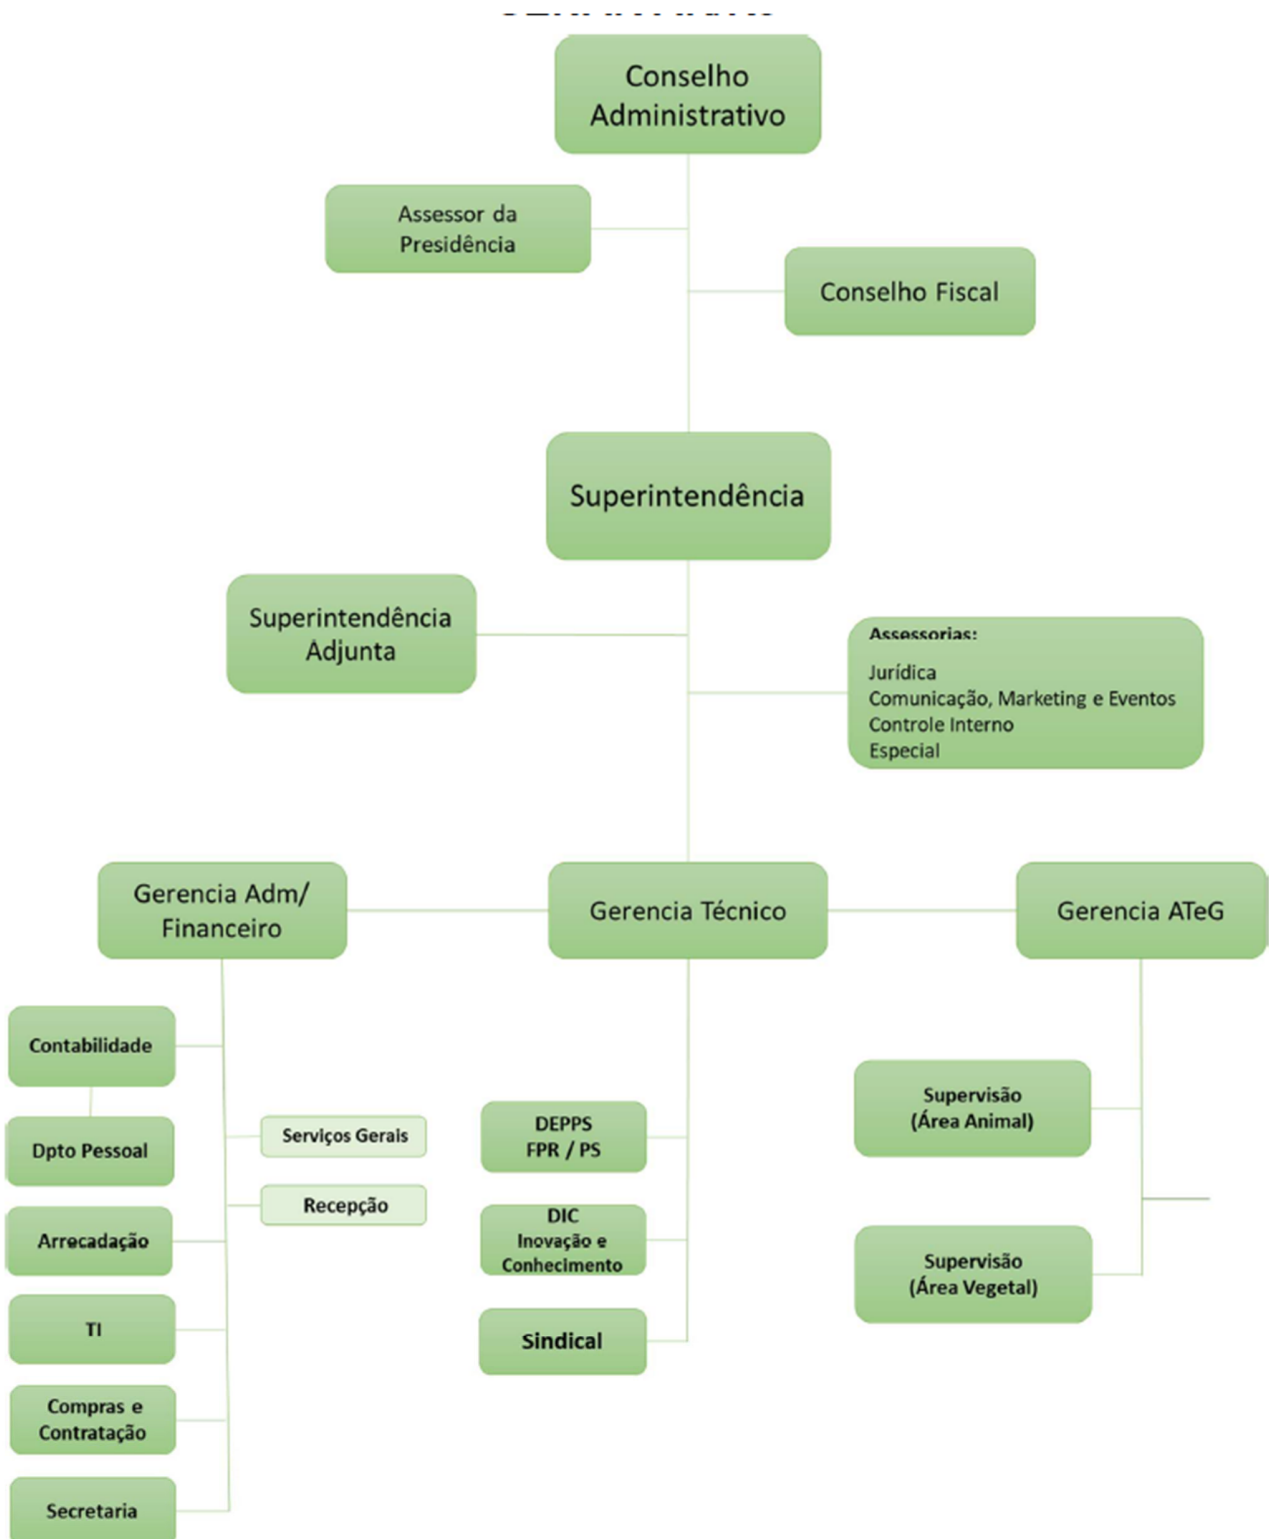 Conselho
Administrativo
Assessor da
Presidência
Conselho Fiscal
Superintendência
Superintendência
Adjunta
Assessorias:
Jurídica
Comunicação, Marketing e Eventos
Controle Interno
Especial
Gerencia Adm/
Financeiro
Gerencia Técnico
Gerencia ATeG
Contabilidade
Dpto Pessoal
Arrecadação
TI
Compras e
Contratação
Secretaria
Serviços Gerais
Recepção
DEPPS
FPR / PS
DIC
Inovação e
Conhecimento
Sindical
Supervisão
(Área Animal)
Supervisão
(Área Vegetal)